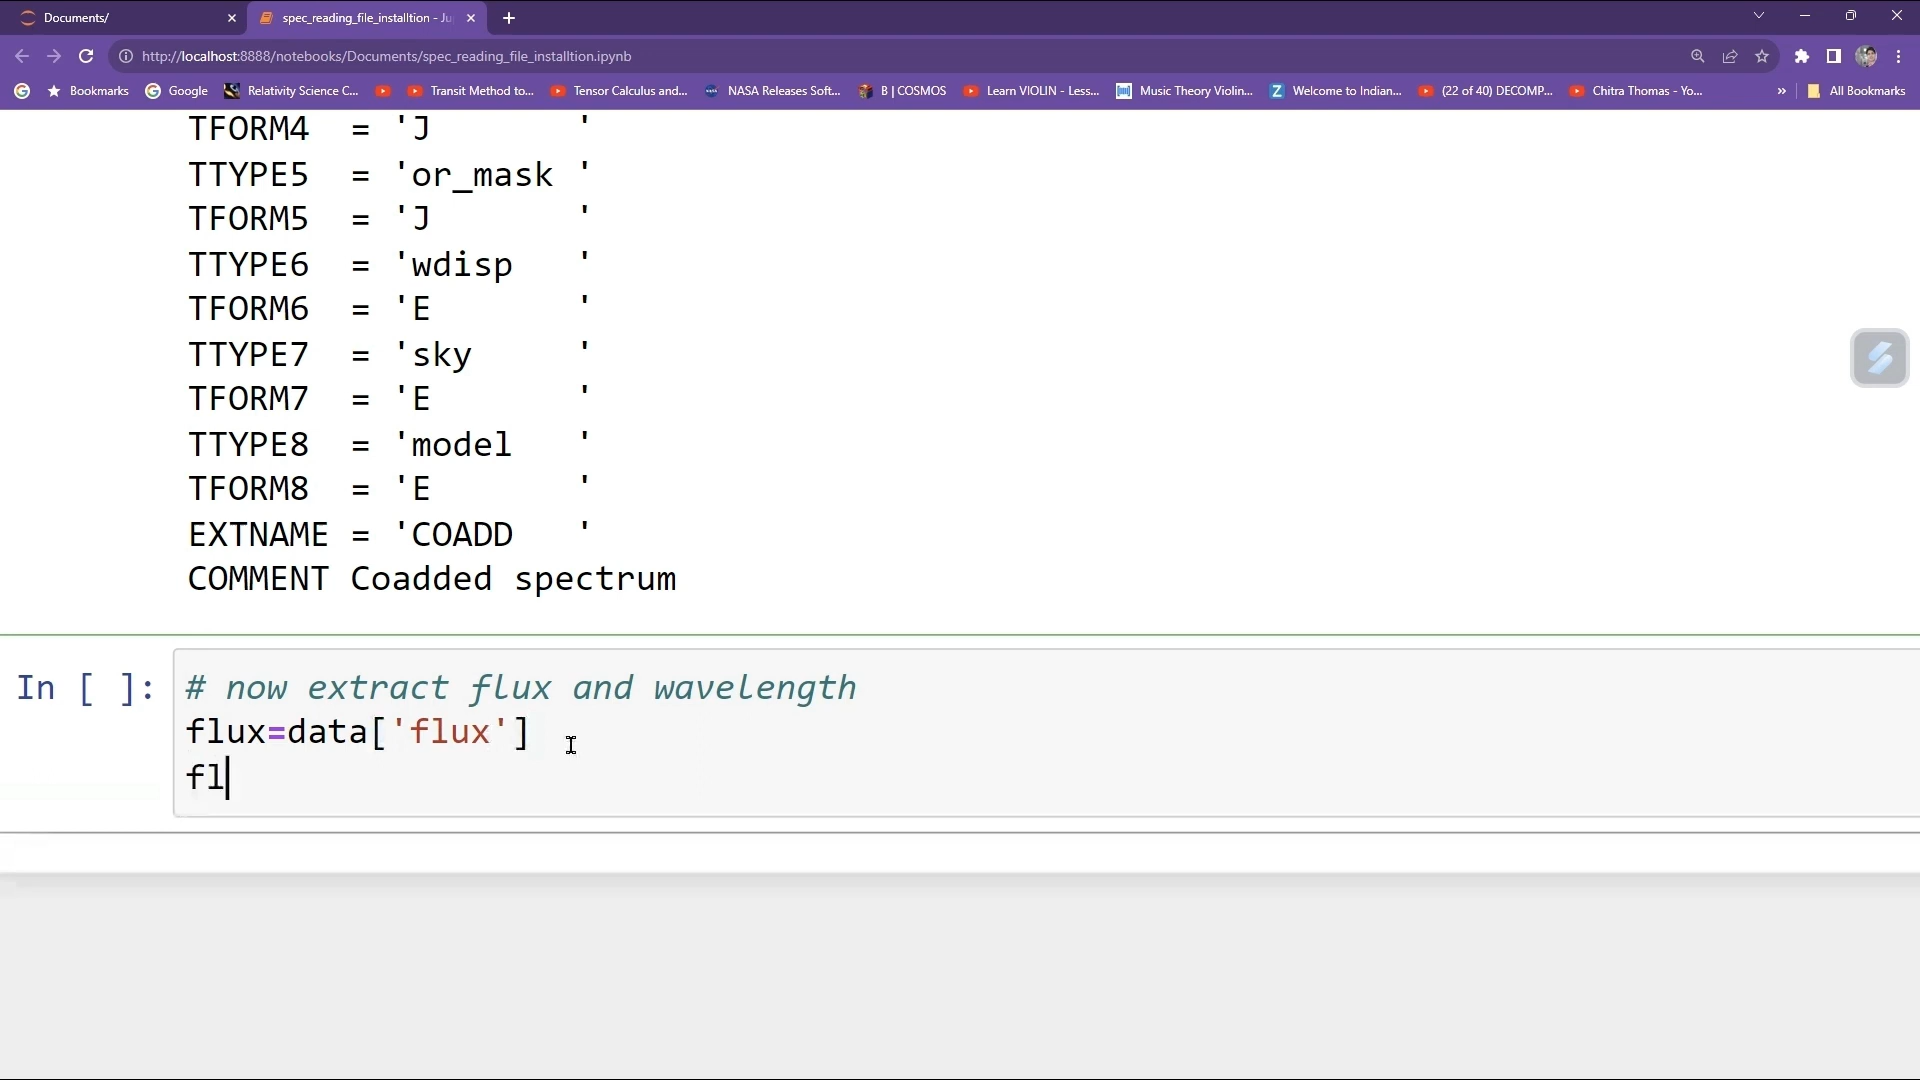 Documents/
spec_reading_file_installtion - Ju
http://localhost:8888/notebooks/Documents/spec_reading_file_installtion.ipynb
Bookmarks
Google
Relativity Science C...
Transit Method to...
Tensor Calculus and...
NASA Releases Soft...
B | COSMOS
Learn VIOLIN - Less...
Music Theory Violin...
Welcome to Indian...
(22 of 40) DECOMP...
Chitra Thomas - Yo...
»
All Bookmarks
TFORM4 = 'J '
TTYPE5 = 'or_mask '
TFORM5 = 'J '
TTYPE6 = 'wdisp '
TFORM6 = 'E '
TTYPE7 = 'sky '
TFORM7 = 'E '
TTYPE8 = 'model '
TFORM8 = 'E '
EXTNAME = 'COADD '
COMMENT Coadded spectrum
In [ ]: # now extract flux and wavelength
flux=data['flux']
fl